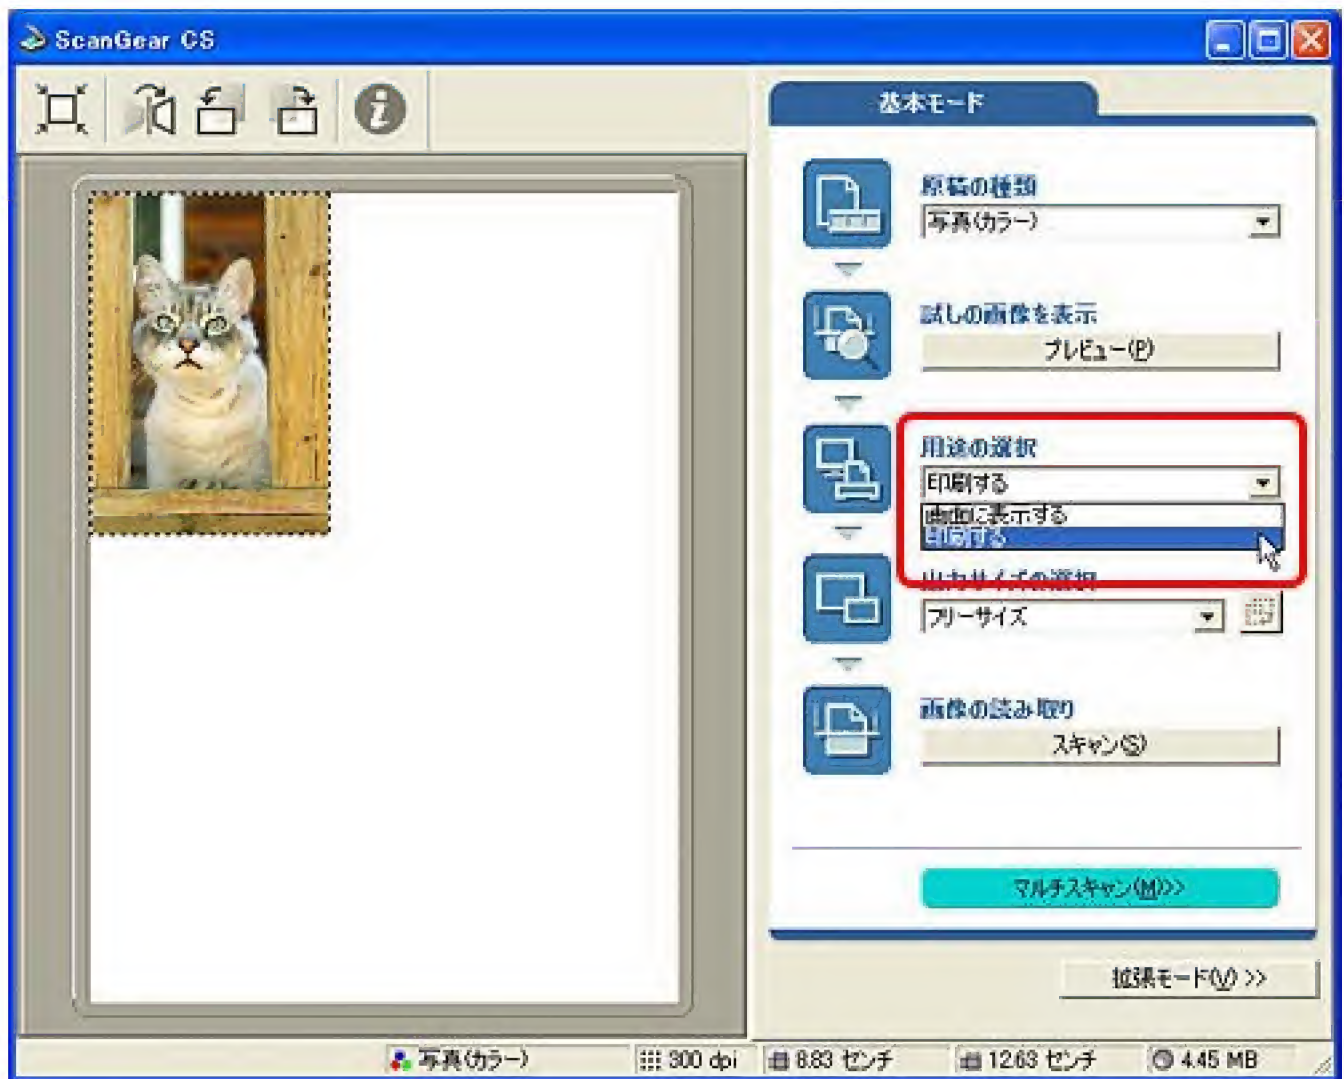 ScanGear CS
基本モード
原稿の種類
写真(カラー)
試しの画像を表示
プレビュー(P)
用途の選択
印刷する
画面に表示する
印刷する
出力サイズの選択
フリーサイズ
画像の読み取り
スキャン(S)
マルチスキャン(M)>>
拡張モード(V) >>
写真(カラー) 300 dpi 8.83 センチ 12.63 センチ 4.45 MB